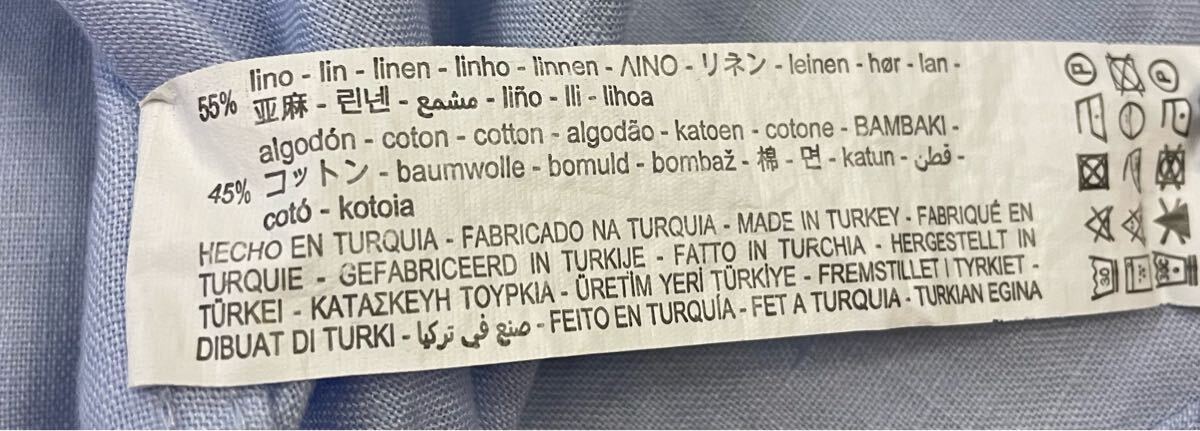 55% lino - lin - linen - linho - linnen - ΛΙΝΟ - リネン - leinen - hør - lan -
亚麻 - 린넨 - مشمع - liño - lli - lihoa
algodón - coton - cotton - algodão - katoen - cotone - BAMBAKI -
45% コットン - baumwolle - bomuld - bombaž - 棉 - 면 - katun - قطن -
cotó - kotoia
HECHO EN TURQUIA - FABRICADO NA TURQUIA - MADE IN TURKEY - FABRIQUÉ EN
TURQUIE - GEFABRICEERD IN TURKIJE - FATTO IN TURCHIA - HERGESTELLT IN
TÜRKEI - ΚΑΤΑΣΚΕΥΗ ΤΟΥΡΚΙΑ - ÜRETİM YERİ TÜRKİYE - FREMSTILLET I TYRKIET -
DIBUAT DI TURKI - صنع في تركيا - FEITO EN TURQUÍA - FET A TURQUIA - TURKIAN EGINA